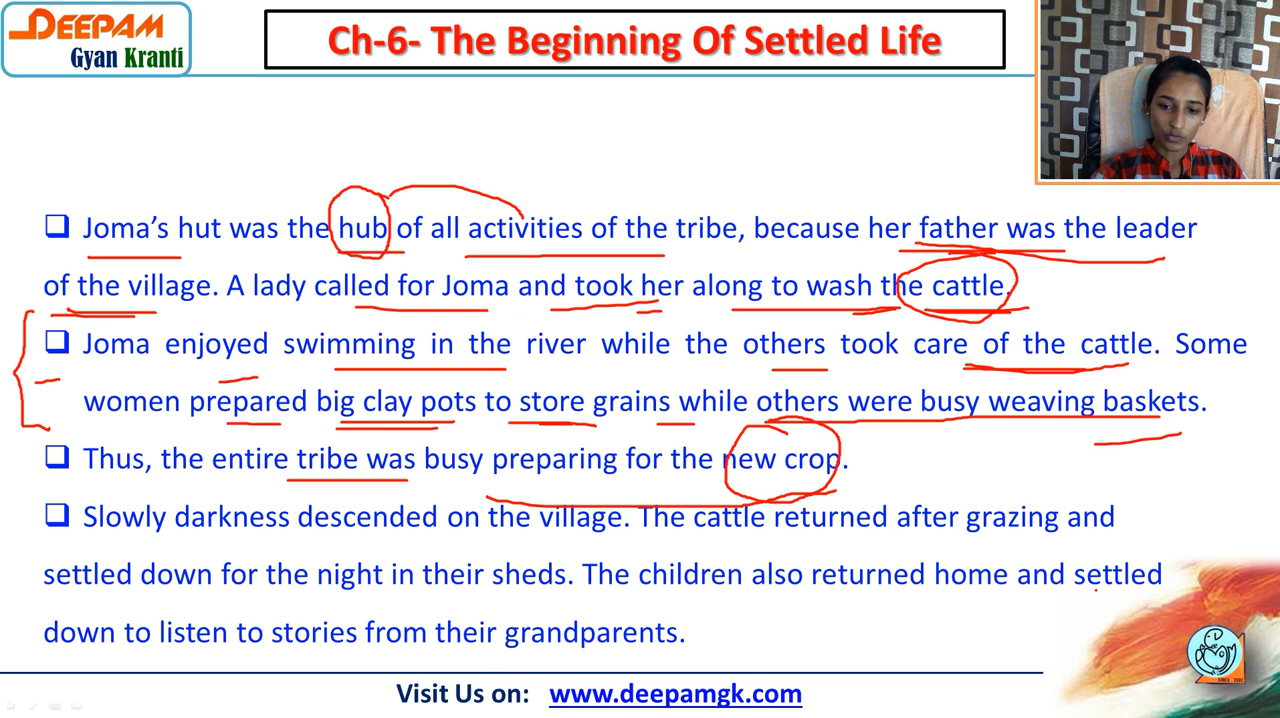 DEEPAM
Gyan Kranti
Ch-6- The Beginning Of Settled Life
❑ Joma's hut was the hub of all activities of the tribe, because her father was the leader
of the village. A lady called for Joma and took her along to wash the cattle.
❑ Joma enjoyed swimming in the river while the others took care of the cattle. Some
women prepared big clay pots to store grains while others were busy weaving baskets.
❑ Thus, the entire tribe was busy preparing for the new crop.
❑ Slowly darkness descended on the village. The cattle returned after grazing and
settled down for the night in their sheds. The children also returned home and settled
down to listen to stories from their grandparents.
Visit Us on: www.deepamgk.com